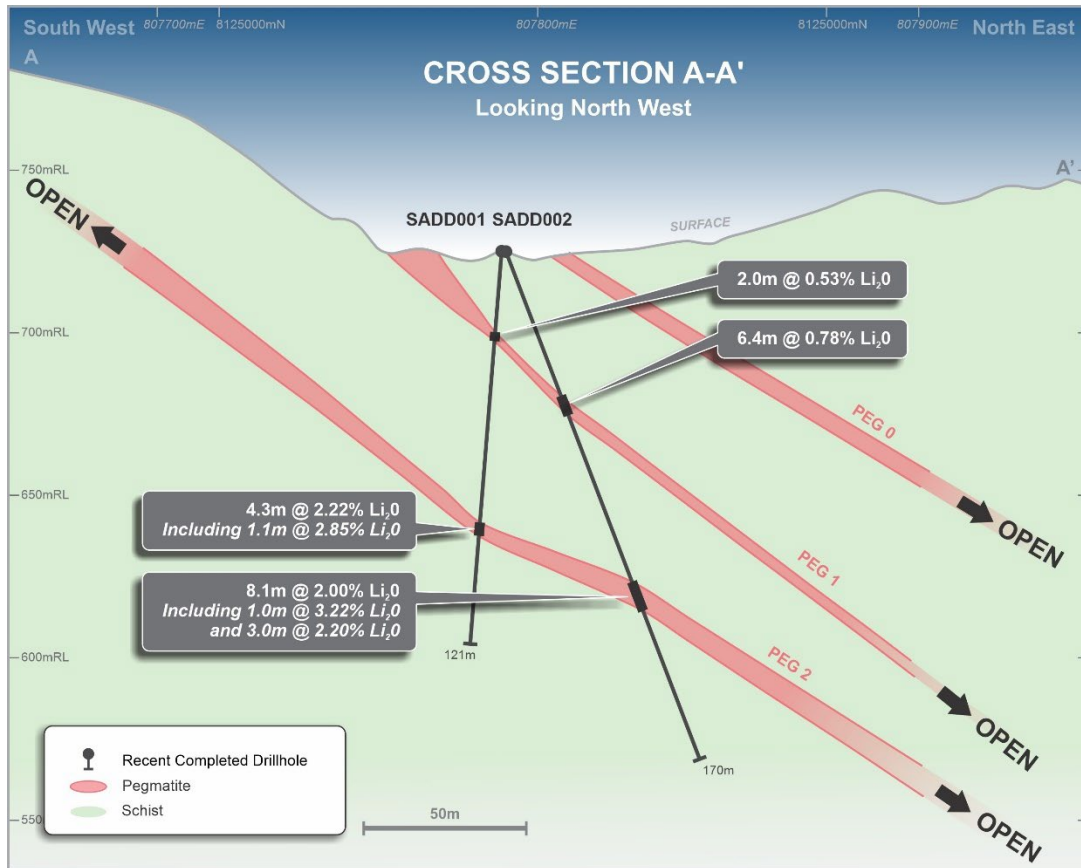 South West
807700mE
8125000mN
807800mE
8125000mN
807900mE
North East
A
CROSS SECTION A-A'
Looking North West
A'
750mRL
OPEN
SADD001 SADD002
SURFACE
2.0m @ 0.53% Li₂0
700mRL
6.4m @ 0.78% Li₂0
PEG 0
650mRL
4.3m @ 2.22% Li₂0
Including 1.1m @ 2.85% Li₂0
OPEN
8.1m @ 2.00% Li₂0
Including 1.0m @ 3.22% Li₂0
and 3.0m @ 2.20% Li₂0
PEG 1
600mRL
121m
PEG 2
OPEN
170m
Recent Completed Drillhole
Pegmatite
Schist
50m
OPEN